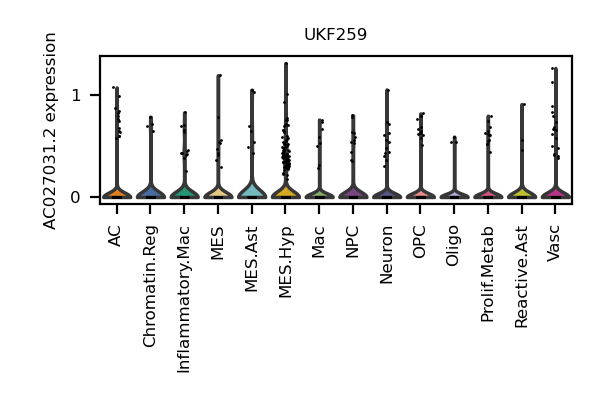 UKF259
AC027031.2 expression
1
0
AC
Chromatin.Reg
Inflammatory.Mac
MES
MES.Ast
MES.Hyp
Mac
NPC
Neuron
OPC
Oligo
Prolif.Metab
Reactive.Ast
Vasc